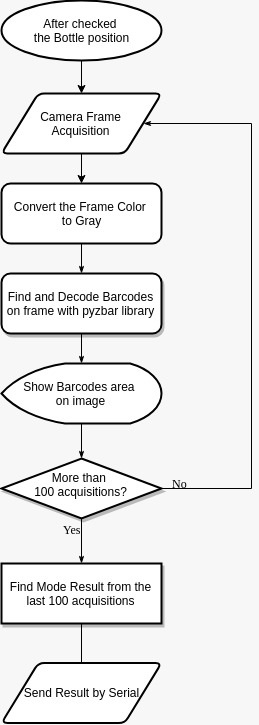 After checked
the Bottle position
Camera Frame
Acquisition
Convert the Frame Color
to Gray
Find and Decode Barcodes
on frame with pyzbar library
Show Barcodes area
on image
More than
100 acquisitions?
No
Yes
Find Mode Result from the
last 100 acquisitions
Send Result by Serial